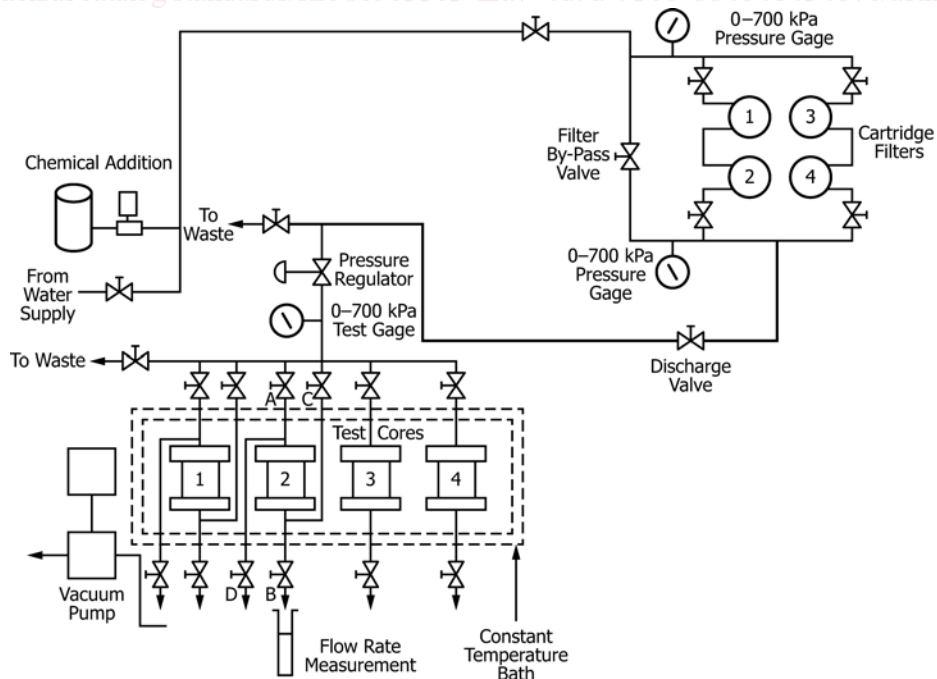 0–700 kPa
Pressure Gage
1
3
Filter
By-Pass
Valve
Cartridge
Filters
2
4
Chemical Addition
To
Waste
0–700 kPa
Pressure
Gage
From
Water
Supply
Pressure
Regulator
0–700 kPa
Test Gage
To Waste
Discharge
Valve
A
C
Test Cores
1
2
3
4
D
B
Vacuum
Pump
Flow Rate
Measurement
Constant
Temperature
Bath